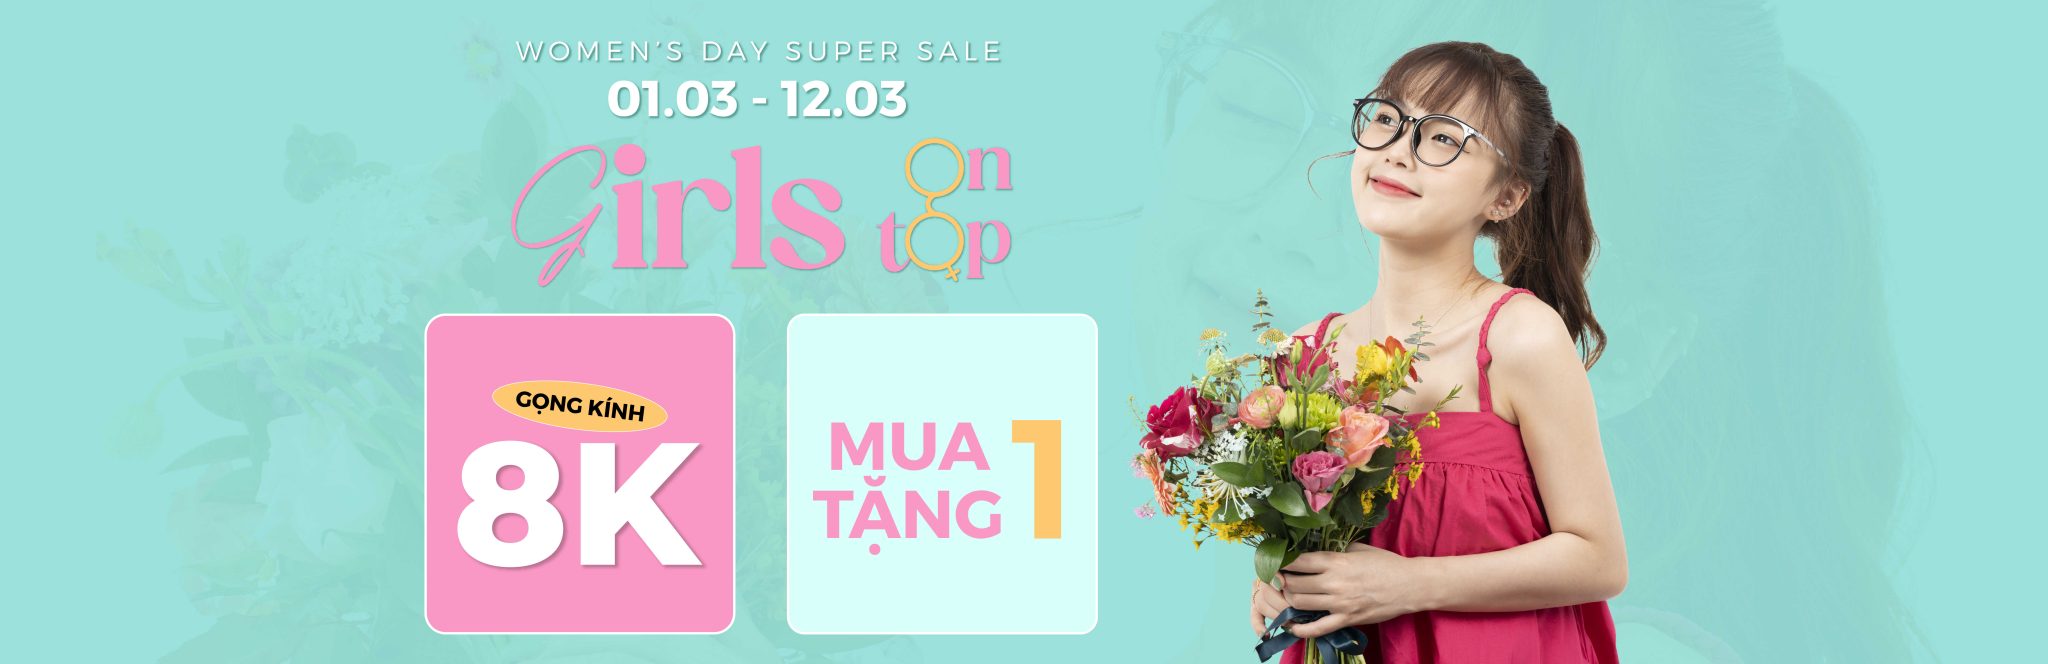 WOMEN'S DAY SUPER SALE
01.03 - 12.03
Girls on
top
GỌNG KÍNH
8K
MUA 1
TẶNG